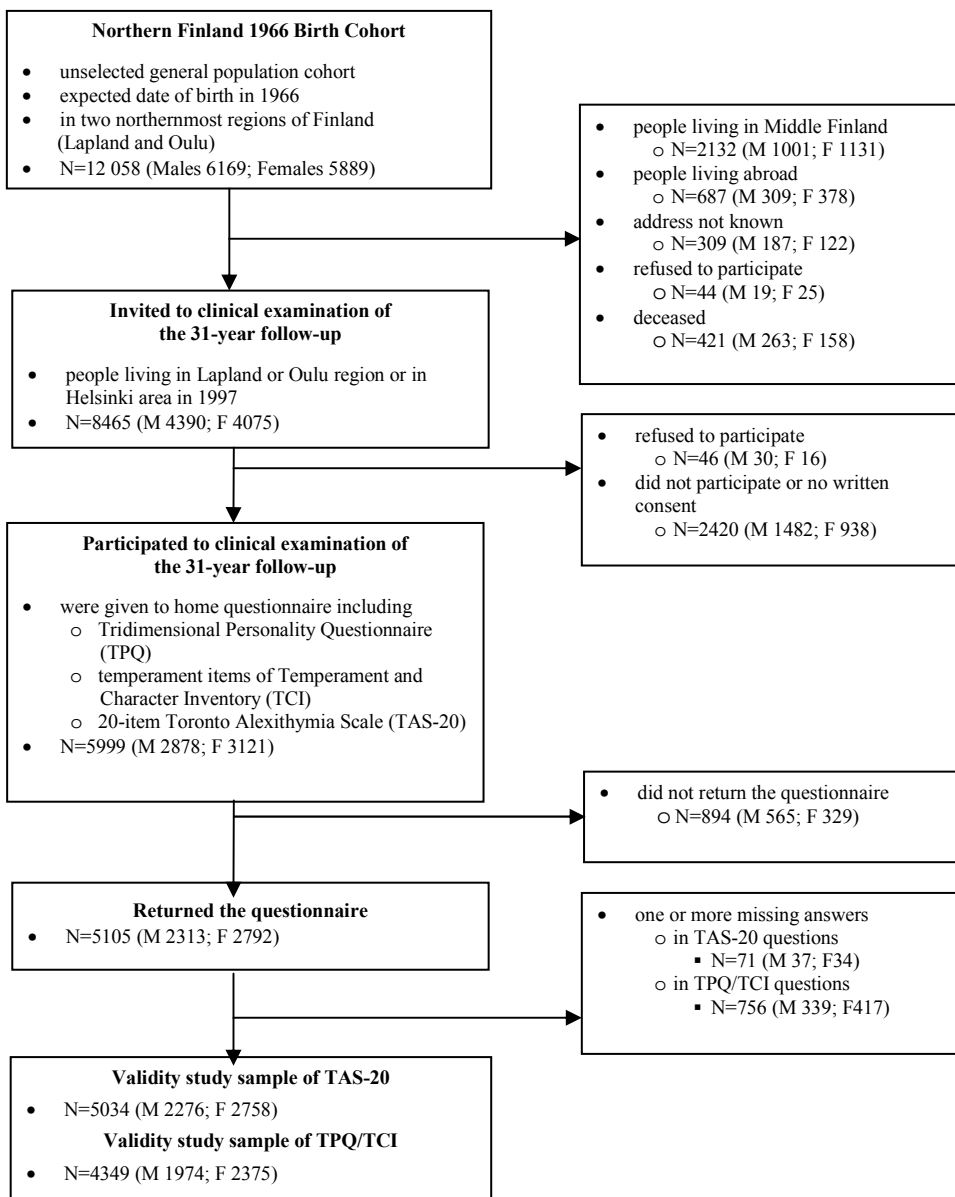 Northern Finland 1966 Birth Cohort
• unselected general population cohort
• expected date of birth in 1966
• in two northernmost regions of Finland
(Lapland and Oulu)
• N=12 058 (Males 6169; Females 5889)
• people living in Middle Finland
o N=2132 (M 1001; F 1131)
• people living abroad
o N=687 (M 309; F 378)
• address not known
o N=309 (M 187; F 122)
• refused to participate
o N=44 (M 19; F 25)
• deceased
o N=421 (M 263; F 158)
Invited to clinical examination of
the 31-year follow-up
• people living in Lapland or Oulu region or in
Helsinki area in 1997
• N=8465 (M 4390; F 4075)
• refused to participate
o N=46 (M 30; F 16)
• did not participate or no written
consent
o N=2420 (M 1482; F 938)
Participated to clinical examination of
the 31-year follow-up
• were given to home questionnaire including
o Tridimensional Personality Questionnaire
(TPQ)
o temperament items of Temperament and
Character Inventory (TCI)
o 20-item Toronto Alexithymia Scale (TAS-20)
• N=5999 (M 2878; F 3121)
• did not return the questionnaire
o N=894 (M 565; F 329)
Returned the questionnaire
• N=5105 (M 2313; F 2792)
• one or more missing answers
o in TAS-20 questions
▪ N=71 (M 37; F34)
o in TPQ/TCI questions
▪ N=756 (M 339; F417)
Validity study sample of TAS-20
• N=5034 (M 2276; F 2758)
Validity study sample of TPQ/TCI
• N=4349 (M 1974; F 2375)